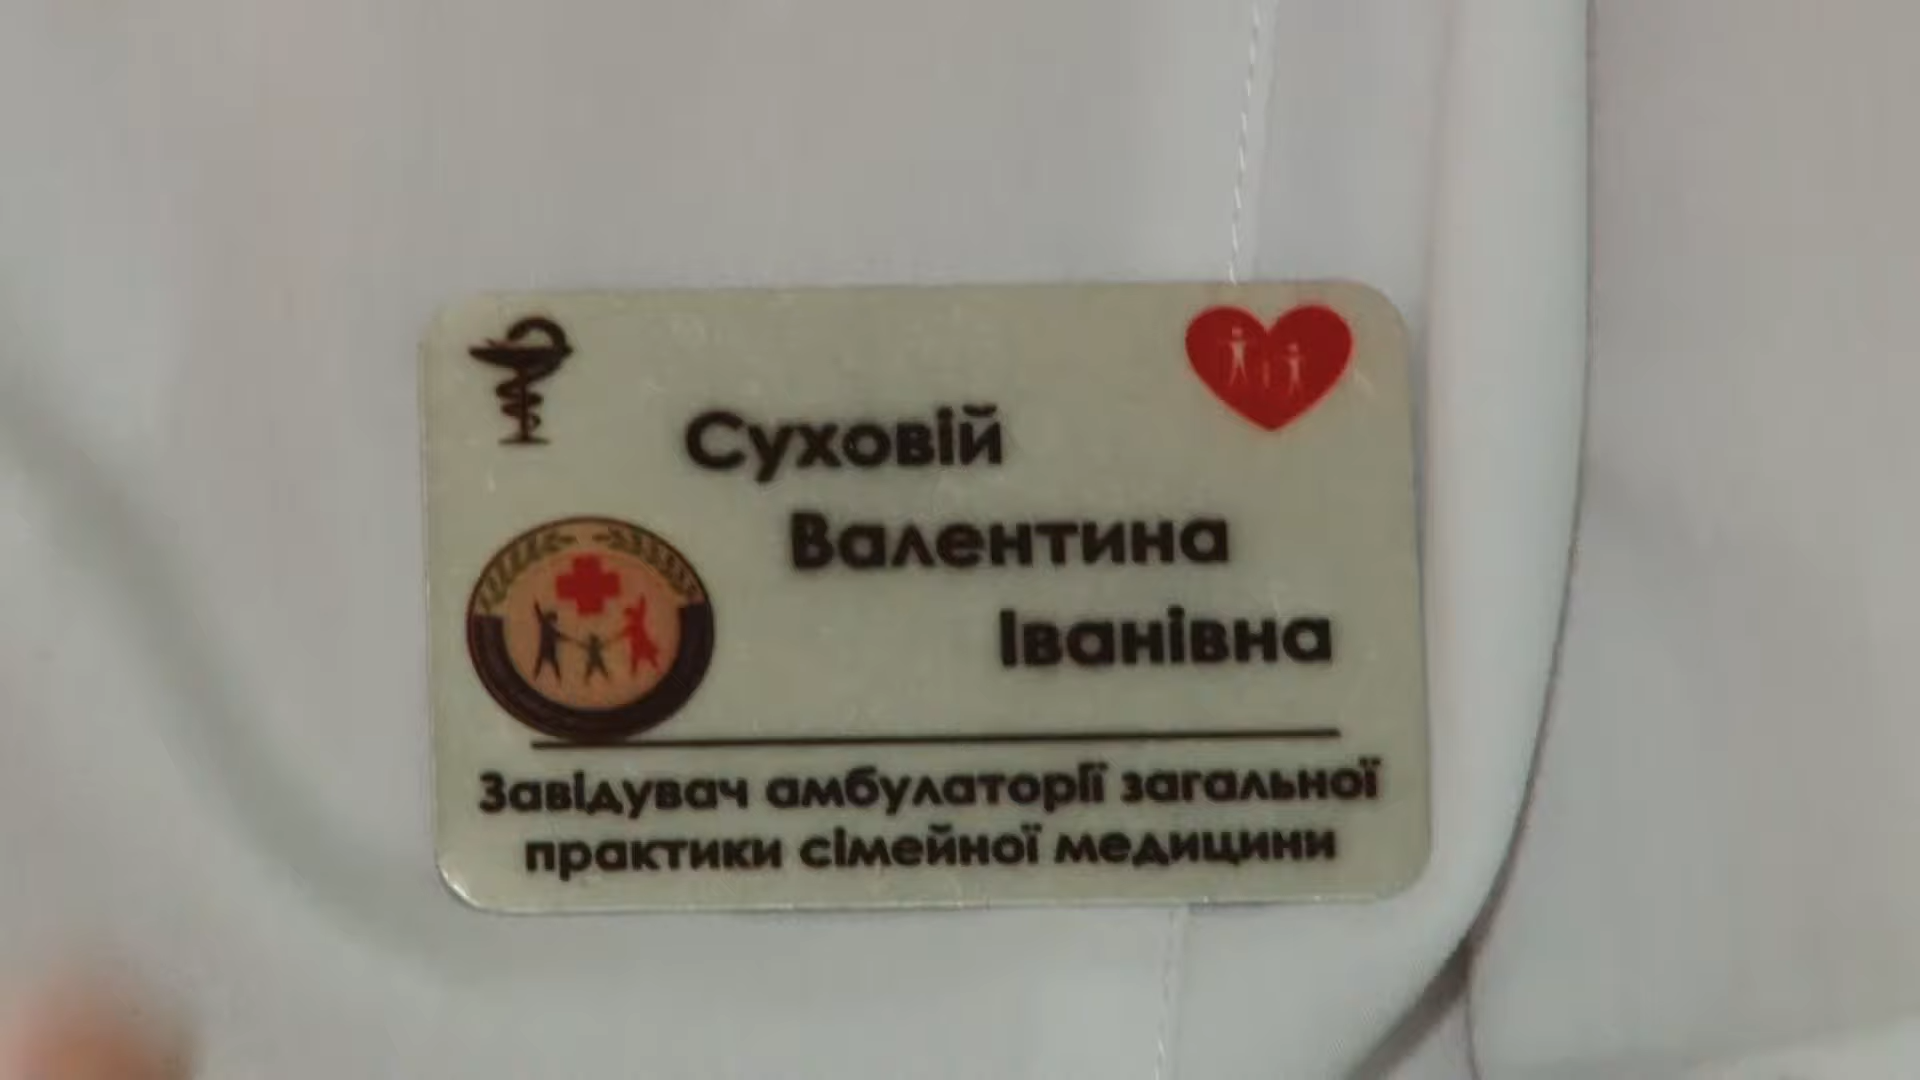 Суховій
Валентина
Іванівна
Завідувач амбулаторії загальної
практики сімейної медицини